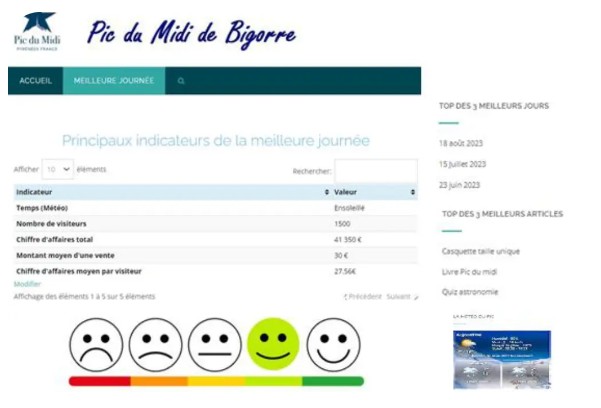 Pic du Midi
PYRÉNÉES FRANCE
Pic du Midi de Bigorre
ACCUEIL
MEILLEURE JOURNÉE
Principaux indicateurs de la meilleure journée
Afficher 10 éléments
Rechercher:
Indicateur Valeur
Temps (Météo) Ensoleillé
Nombre de visiteurs 1500
Chiffre d'affaires total 41 350 €
Montant moyen d'une vente 30 €
Chiffre d'affaires moyen par visiteur 27.56€
Modifier
Affichage des éléments 1 à 5 sur 5 éléments
Précédent Suivant
TOP DES 3 MEILLEURS JOURS
18 août 2023
15 juillet 2023
23 juin 2023
TOP DES 3 MEILLEURS ARTICLES
Casquette taille unique
Livre Pic du midi
Quiz astronomie